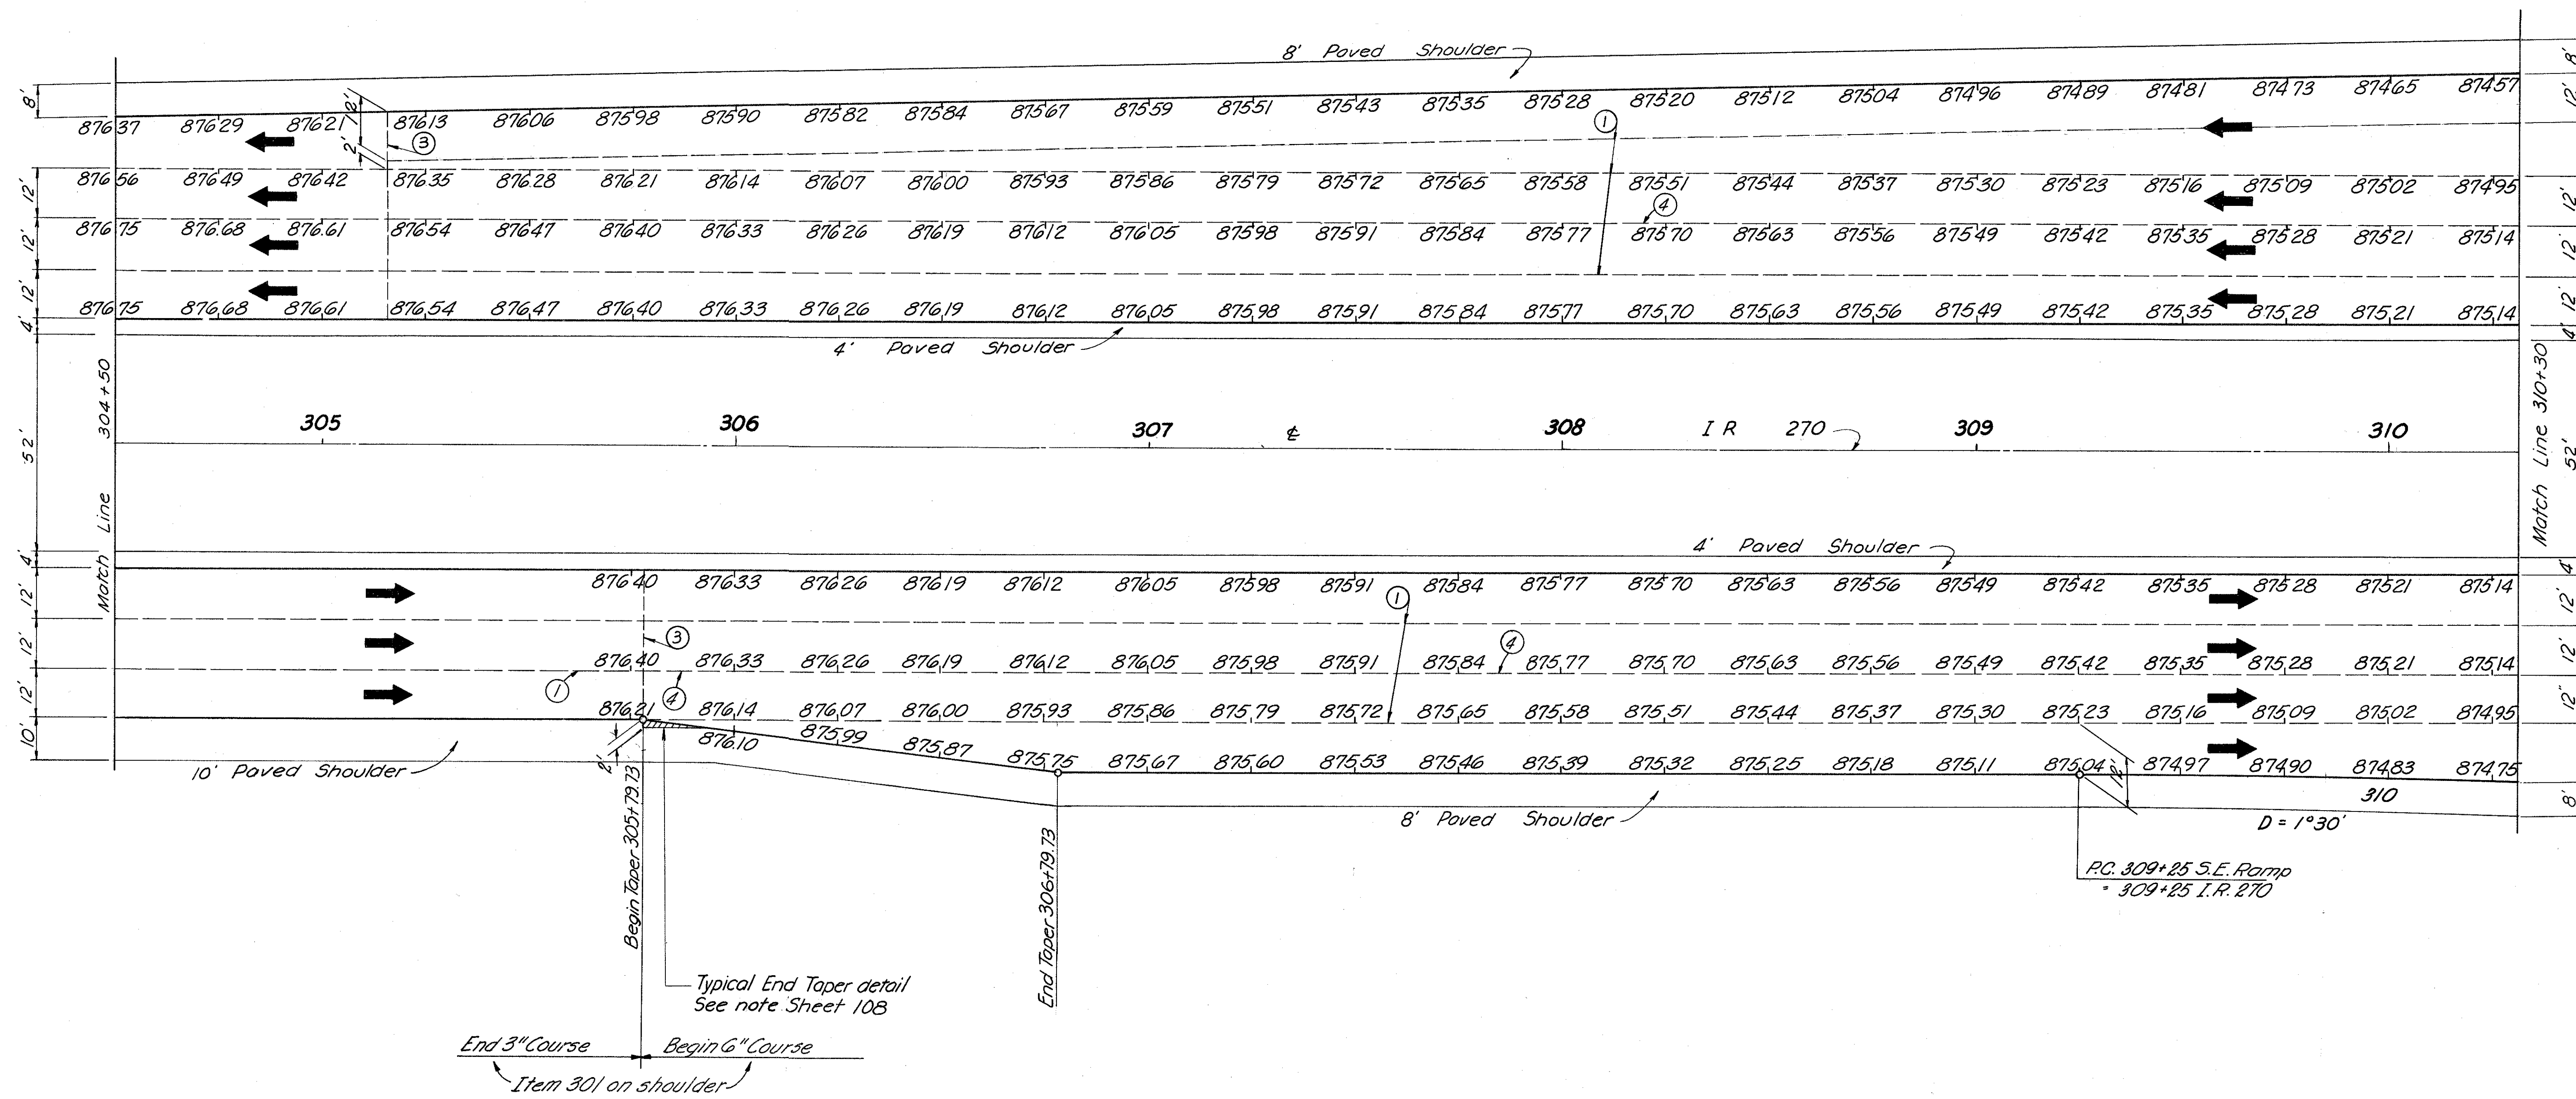 8' Paved Shoulder
876.37 876.29 876.21 876.13 876.06 875.98 875.90 875.82 875.84 875.67 875.59 875.51 875.43 875.35 875.28 875.20 875.12 875.04 874.96 874.89 874.81 874.73 874.65 874.57
8' 12' 2' 3 1 8' 12'
876.56 876.49 876.42 876.35 876.28 876.21 876.14 876.07 876.00 875.93 875.86 875.79 875.72 875.65 875.58 875.51 875.44 875.37 875.30 875.23 875.16 875.09 875.02 874.95
12' 4 12'
876.75 876.68 876.61 876.54 876.47 876.40 876.33 876.26 876.19 876.12 876.05 875.98 875.91 875.84 875.77 875.70 875.63 875.56 875.49 875.42 875.35 875.28 875.21 875.14
12' 12'
12' 12'
876.75 876.68 876.61 876.54 876.47 876.40 876.33 876.26 876.19 876.12 876.05 875.98 875.91 875.84 875.77 875.70 875.63 875.56 875.49 875.42 875.35 875.28 875.21 875.14
4' 4'
4' Paved Shoulder
Match Line 304+50
Match Line 310+30
52' 52'
305 306 307 ℄ 308 I R 270 309 310
4' Paved Shoulder
4' 4'
876.40 876.33 876.26 876.19 876.12 876.05 875.98 875.91 875.84 875.77 875.70 875.63 875.56 875.49 875.42 875.35 875.28 875.21 875.14
12' 1 12'
3 4
12' 12'
876.40 876.33 876.26 876.19 876.12 876.05 875.98 875.91 875.84 875.77 875.70 875.63 875.56 875.49 875.42 875.35 875.28 875.21 875.14
1 4
12' 12"
876.21 876.14 876.07 876.00 875.93 875.86 875.79 875.72 875.65 875.58 875.51 875.44 875.37 875.30 875.23 875.16 875.09 875.02 874.95
10' 2'
876.10 875.99 875.87 875.75 875.67 875.60 875.53 875.46 875.39 875.32 875.25 875.18 875.11 875.04 874.97 874.90 874.83 874.75
12'
10' Paved Shoulder
310
8'
8' Paved Shoulder
D = 1°30'
Begin Taper 305+79.73
End Taper 306+79.73
P.C. 309+25 S.E. Ramp
= 309+25 I.R. 270
Typical End Taper detail
See note Sheet 108
End 3" Course
Begin 6" Course
Item 301 on shoulder